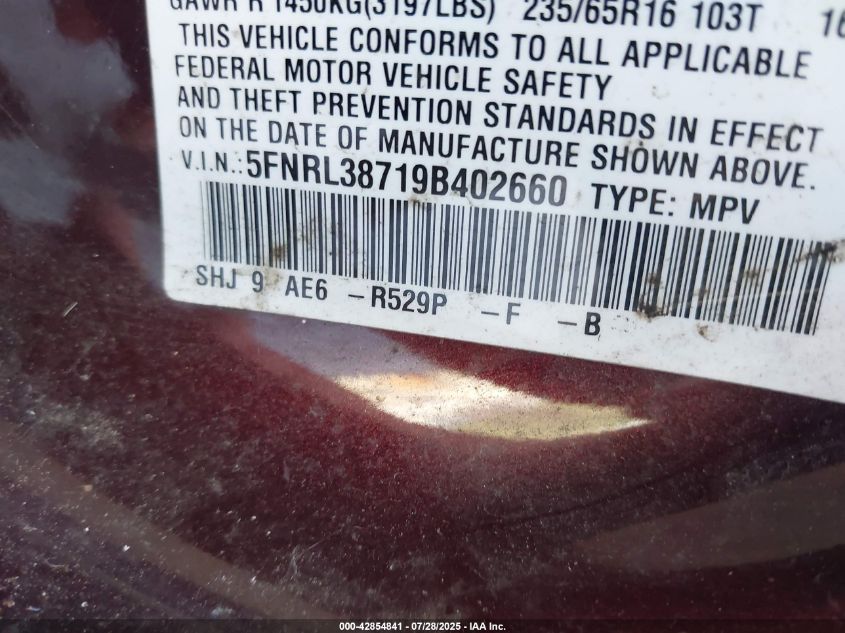 GAWR R 1450KG(3197LBS) 235/65R16 103T 16
THIS VEHICLE CONFORMS TO ALL APPLICABLE
FEDERAL MOTOR VEHICLE SAFETY
AND THEFT PREVENTION STANDARDS IN EFFECT
ON THE DATE OF MANUFACTURE SHOWN ABOVE.
V.I.N.: 5FNRL38719B402660 TYPE: MPV
SHJ 9 AE6 -R529P -F -B
000-42854841 / 07/28/2025 - IAA Inc.